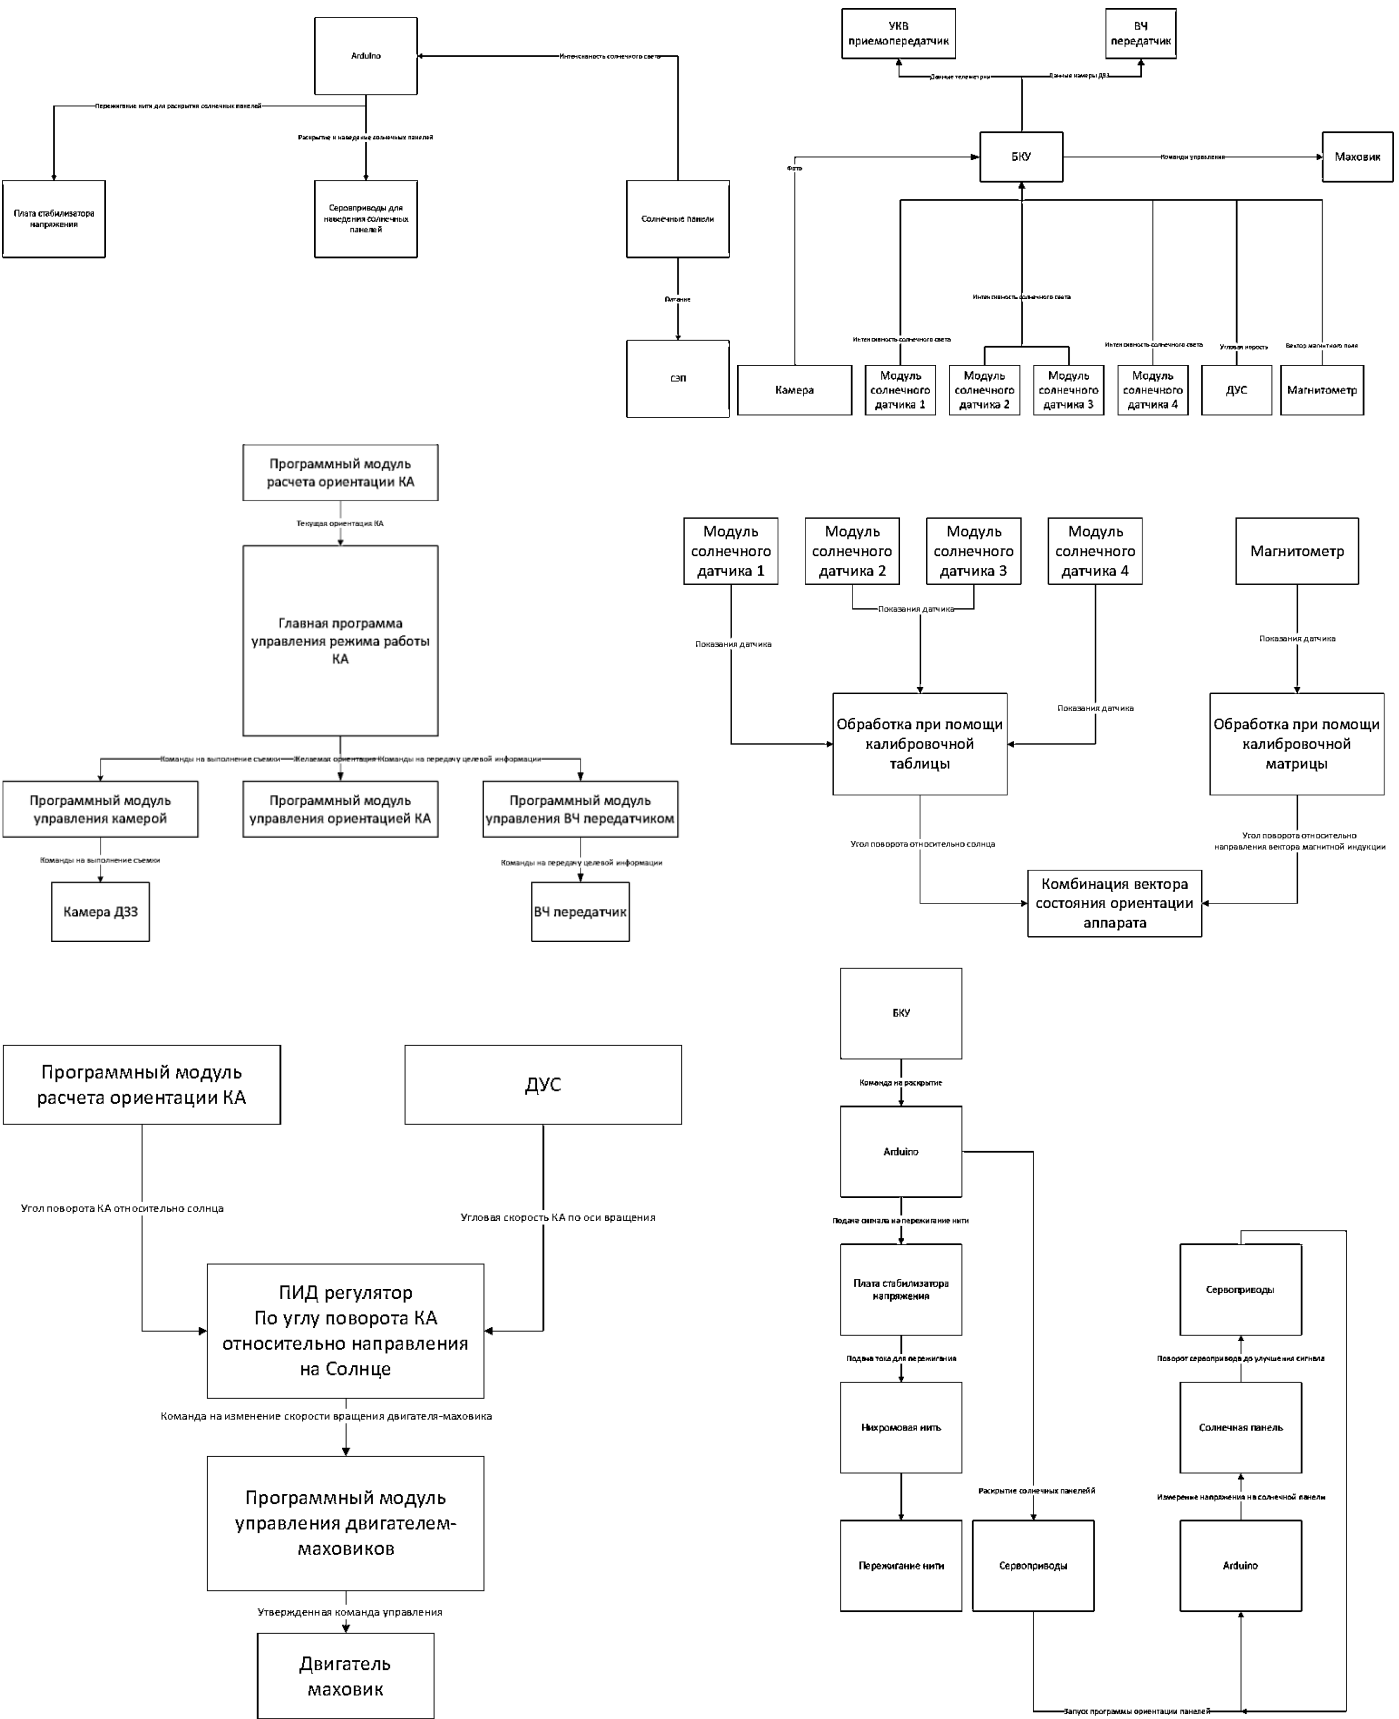 Arduino
Интенсивность солнечного света
Пережигание нити для раскрытия солнечных панелей
Раскрытие и наведение солнечных панелей
Плата стабилизатора
напряжения
Серовприводы для
наведения солнечных
панелей
Солнечные панели
Питание
СЭП
УКВ
приемопередатчик
ВЧ
передатчик
Данные телеметрии
Данные камеры ДЗЗ
БКУ
Команди управления
Маховик
Фото
Интенсивность солнечного света
Интенсивность солнечного света
Интенсивность солнечного света
Угловая корость
Вектор магнитного поля
Камера
Модуль
солнечного
датчика 1
Модуль
солнечного
датчика 2
Модуль
солнечного
датчика 3
Модуль
солнечного
датчика 4
ДУС
Магнитометр
Программный модуль
расчета ориентации КА
Текущая ориентация КА
Главная программа
управления режима работы
КА
Команды на выполнение съемки
Желаемая ориентация
Команды на передачу целевой информации
Программный модуль
управления камерой
Программный модуль
управления ориентацией КА
Программный модуль
управления ВЧ передатчиком
Команды на выполнение съемки
Команды на передачу целевой информации
Камера ДЗЗ
ВЧ передатчик
Модуль
солнечного
датчика 1
Модуль
солнечного
датчика 2
Модуль
солнечного
датчика 3
Модуль
солнечного
датчика 4
Магнитометр
Показания датчика
Показания датчика
Показания датчика
Показания датчика
Обработка при помощи
калибровочной
таблицы
Обработка при помощи
калибровочной
матрицы
Угол поворота относительно солнца
Угол поворота относительно
направления вектора магнитной индукции
Комбинация вектора
состояния ориентации
аппарата
Программный модуль
расчета ориентации КА
ДУС
Угол поворота КА относительно солнца
Угловая скорость КА по оси вращения
ПИД регулятор
По углу поворота КА
относительно направления
на Солнце
Команда на изменение скорости вращения двигателя-маховика
Программный модуль
управления двигателем-
маховиков
Утвержденная команда управления
Двигатель
маховик
БКУ
Команда на раскрытие
Arduino
Подача сигнала на пережигание нити
Плата стабилизатора
напряжения
Подача тока для пережигания
Нихромовая нить
Пережигание нити
Раскрытие солнечных панелейй
Сервоприводы
Сервоприводы
Поворот сервопривода до улучшения сигнала
Солнечная панель
Измерение напряжения на солнечной панели
Arduino
Запуск программы ориентации панелей